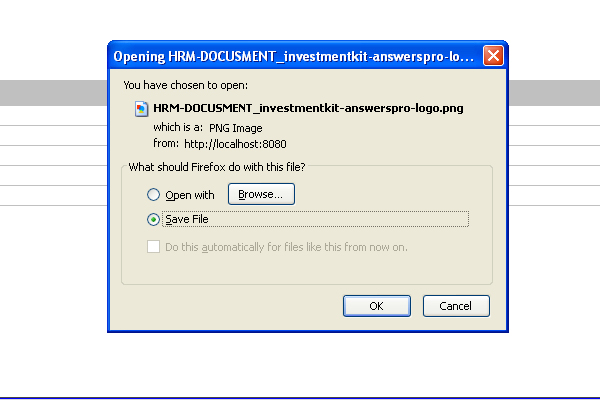 Opening HRM-DOCUSMENT_investmentkit-answerspro-lo...
You have chosen to open:
HRM-DOCUSMENT_investmentkit-answerspro-logo.png
which is a: PNG Image
from: http://localhost:8080
What should Firefox do with this file?
Open with Browse...
Save File
Do this automatically for files like this from now on.
OK Cancel